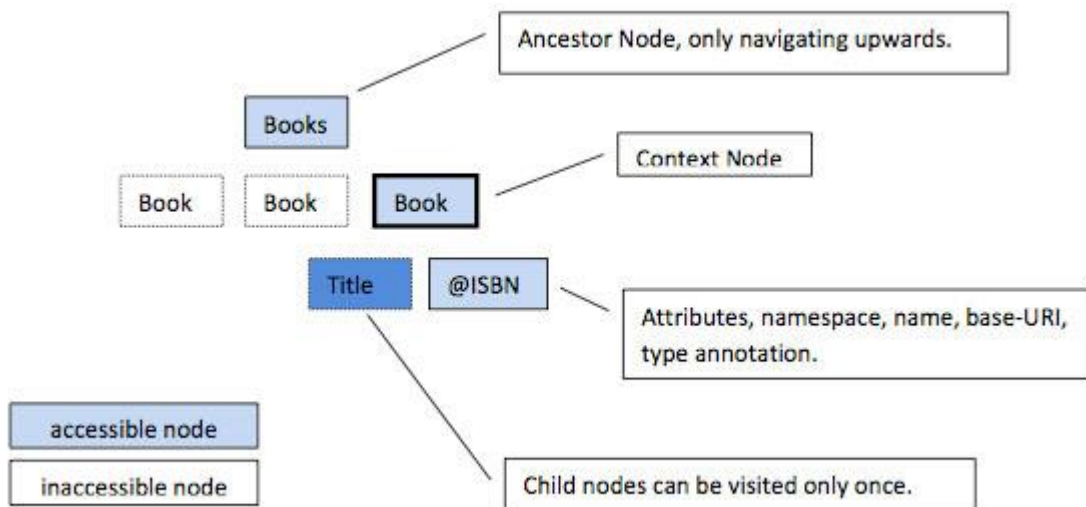 Ancestor Node, only navigating upwards.
Books
Context Node
Book
Book
Book
Title
@ISBN
Attributes, namespace, name, base-URI,
type annotation.
accessible node
inaccessible node
Child nodes can be visited only once.